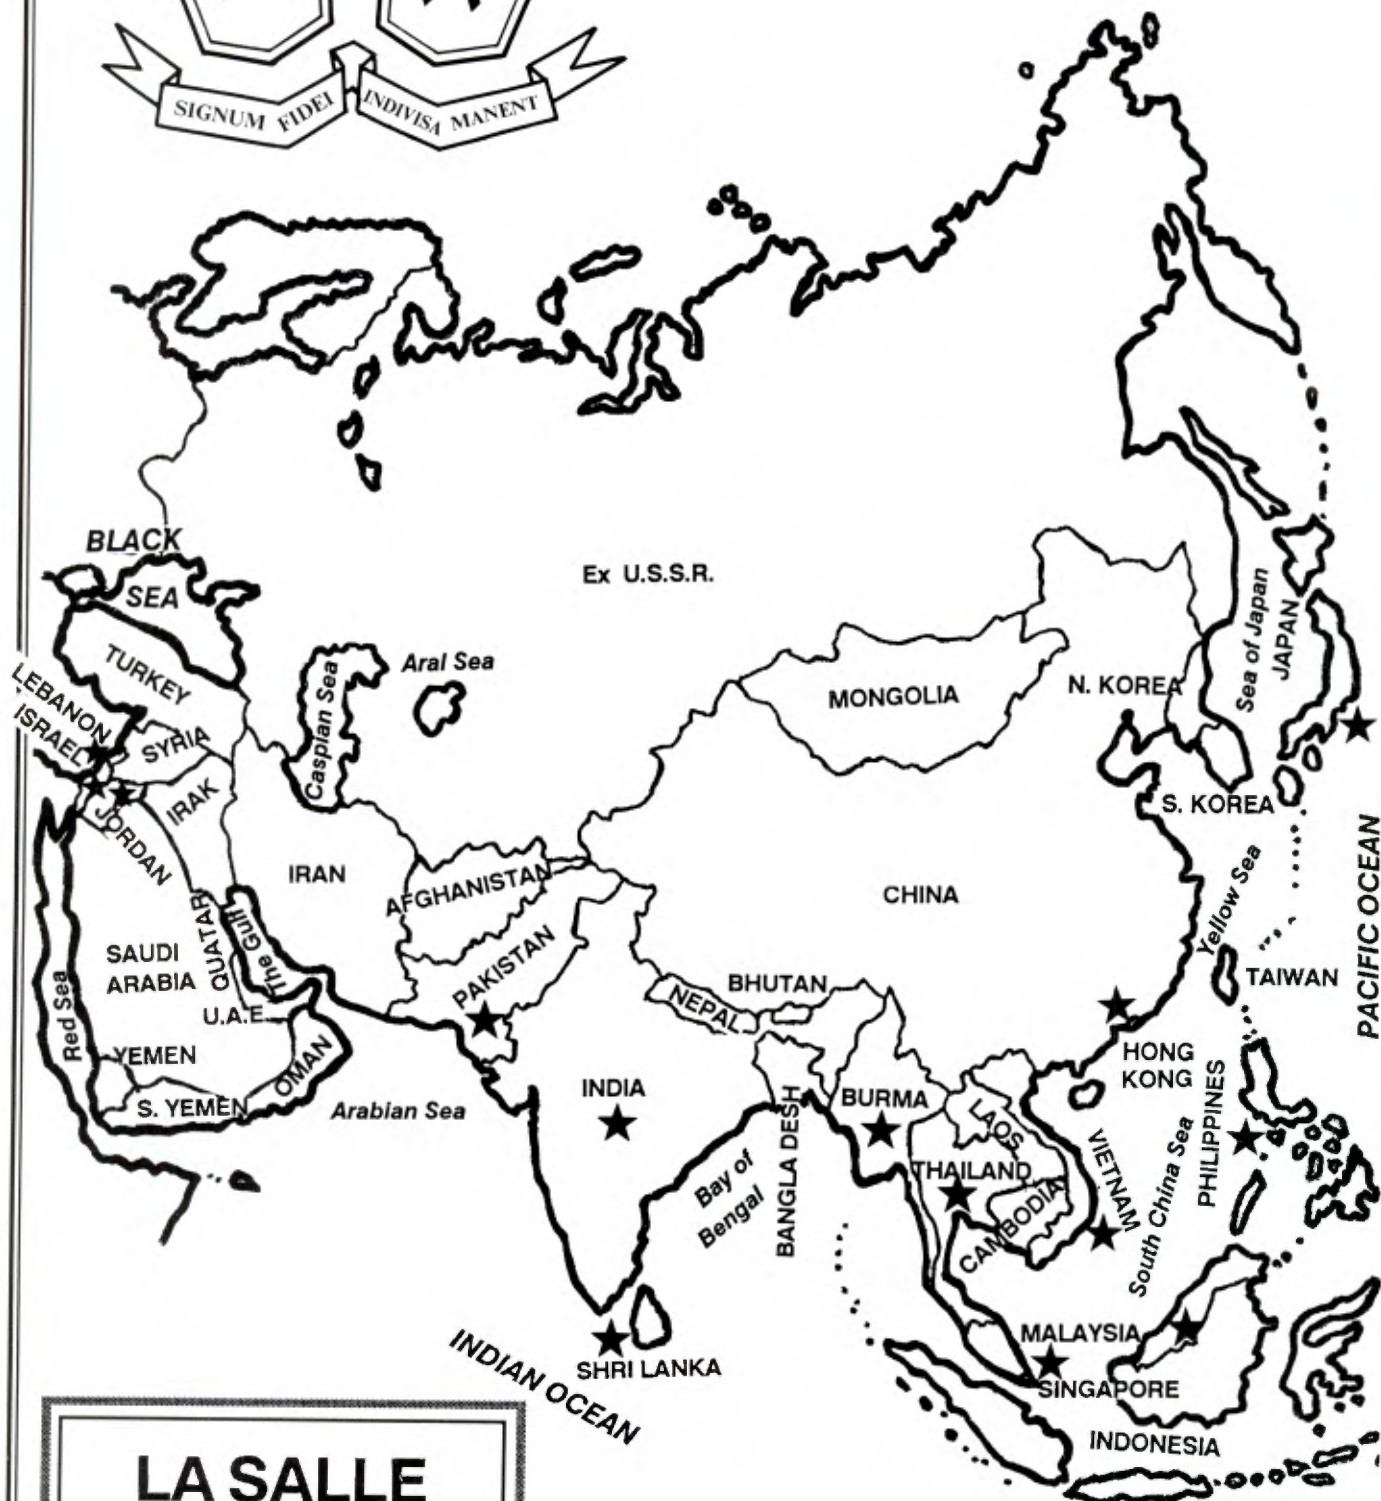 SIGNUM FIDEI
INDIVISA MANENT
BLACK
SEA
Ex U.S.S.R.
TURKEY
Caspian Sea
Aral Sea
MONGOLIA
N. KOREA
Sea of Japan
JAPAN
LEBANON
ISRAEL
SYRIA
IRAK
JORDAN
S. KOREA
IRAN
AFGHANISTAN
CHINA
PACIFIC OCEAN
Yellow Sea
SAUDI
ARABIA
QUATAR
The Gulf
PAKISTAN
BHUTAN
NEPAL
TAIWAN
Red Sea
U.A.E.
YEMEN
OMAN
S. YEMEN
Arabian Sea
INDIA
BURMA
HONG
KONG
LAOS
BANGLA DESH
Bay of
Bengal
THAILAND
VIETNAM
CAMBODIA
South China Sea
PHILIPPINES
INDIAN OCEAN
SHRI LANKA
MALAYSIA
SINGAPORE
INDONESIA
LA SALLE